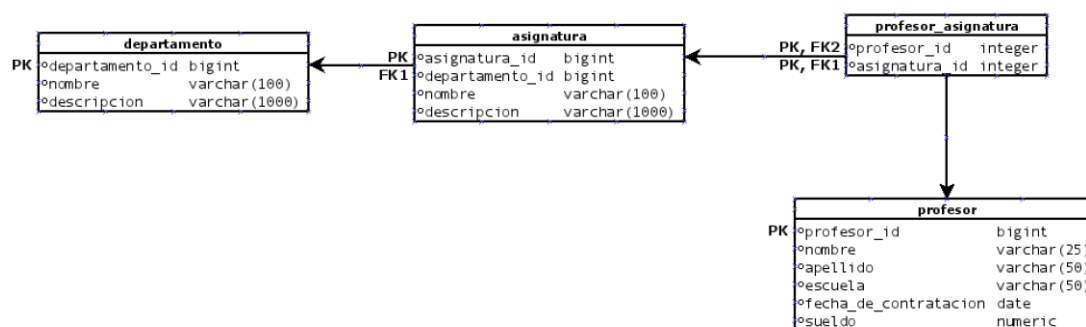 departamento
PK departamento_id bigint
nombre varchar(100)
descripcion varchar(1000)
asignatura
PK asignatura_id bigint
FK1 departamento_id bigint
nombre varchar(100)
descripcion varchar(1000)
profesor_asignatura
PK, FK2 profesor_id integer
PK, FK1 asignatura_id integer
profesor
PK profesor_id bigint
nombre varchar(25)
apellido varchar(50)
escuela varchar(50)
fecha_de_contratacion date
sueldo numeric